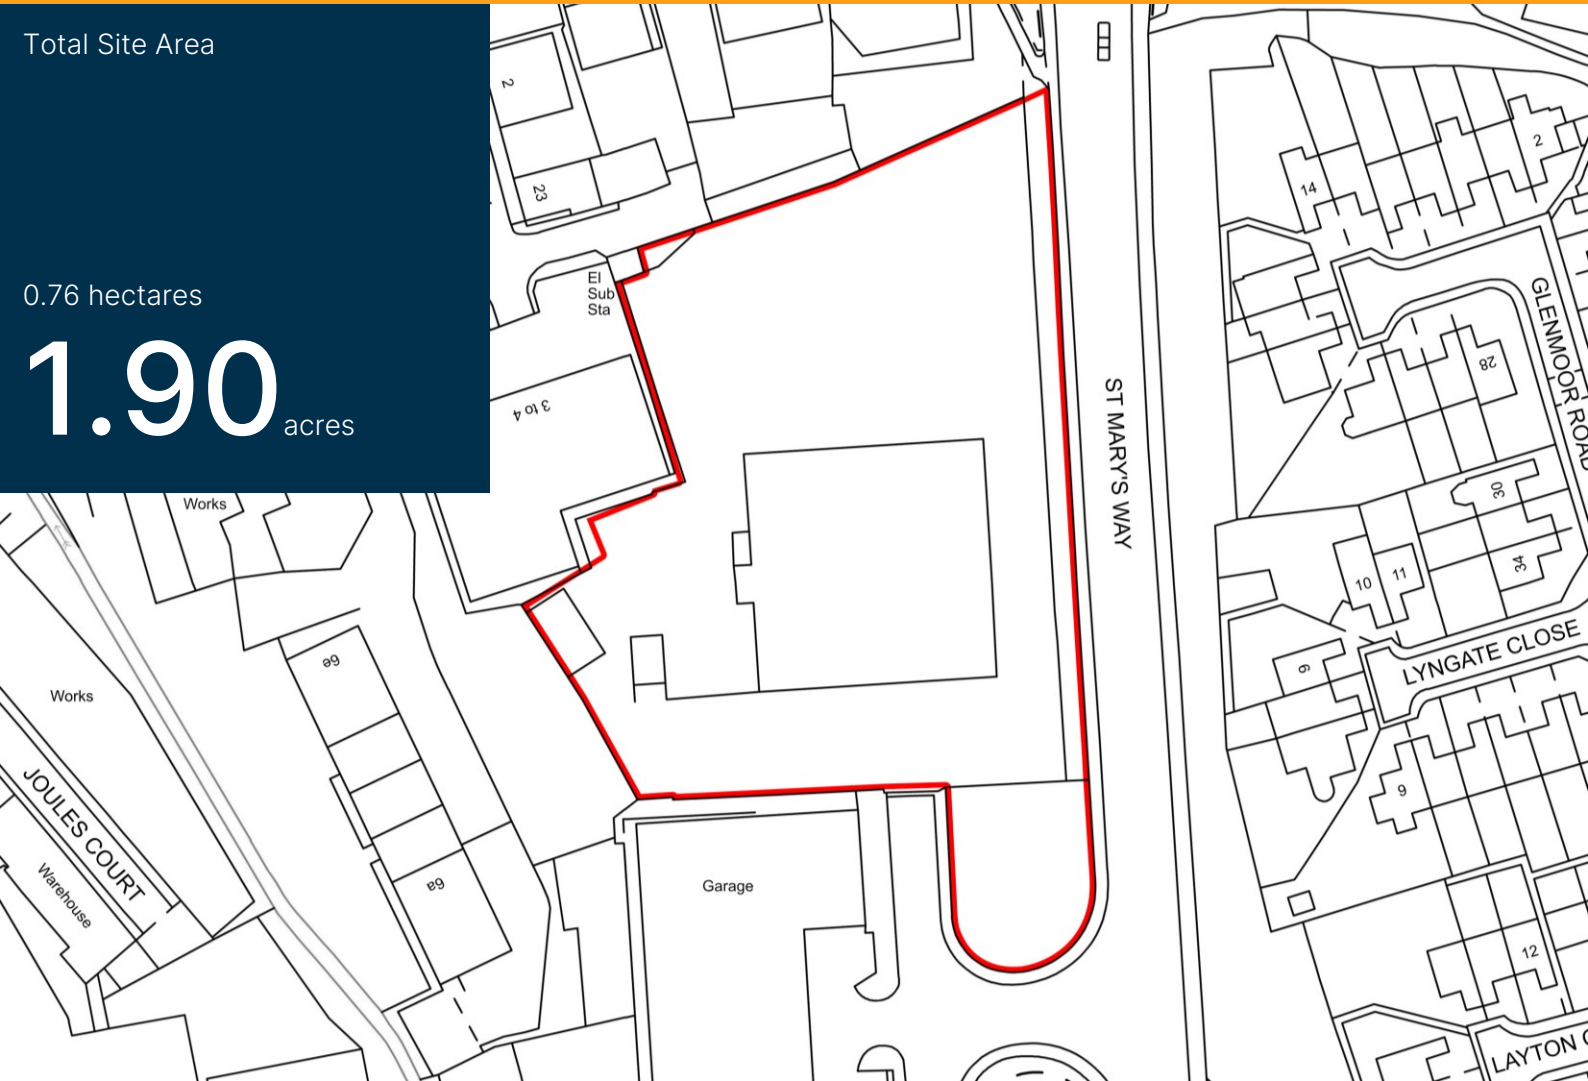 Total Site Area
0.76 hectares
1.90 acres
2
23
El
Sub
Sta
3 to 4
Works
Works
6e
6a
JOULES COURT
Warehouse
Garage
ST MARY'S WAY
2
14
28
GLENMOOR ROAD
30
34
10
11
LYNGATE CLOSE
6
9
12
LAYTON C